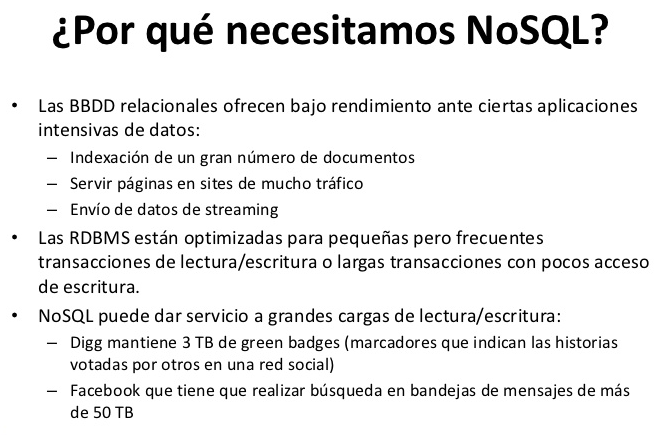 ¿Por qué necesitamos NoSQL?
• Las BBDD relacionales ofrecen bajo rendimiento ante ciertas aplicaciones
intensivas de datos:
– Indexación de un gran número de documentos
– Servir páginas en sites de mucho tráfico
– Envío de datos de streaming
• Las RDBMS están optimizadas para pequeñas pero frecuentes
transacciones de lectura/escritura o largas transacciones con pocos acceso
de escritura.
• NoSQL puede dar servicio a grandes cargas de lectura/escritura:
– Digg mantiene 3 TB de green badges (marcadores que indican las historias
votadas por otros en una red social)
– Facebook que tiene que realizar búsqueda en bandejas de mensajes de más
de 50 TB